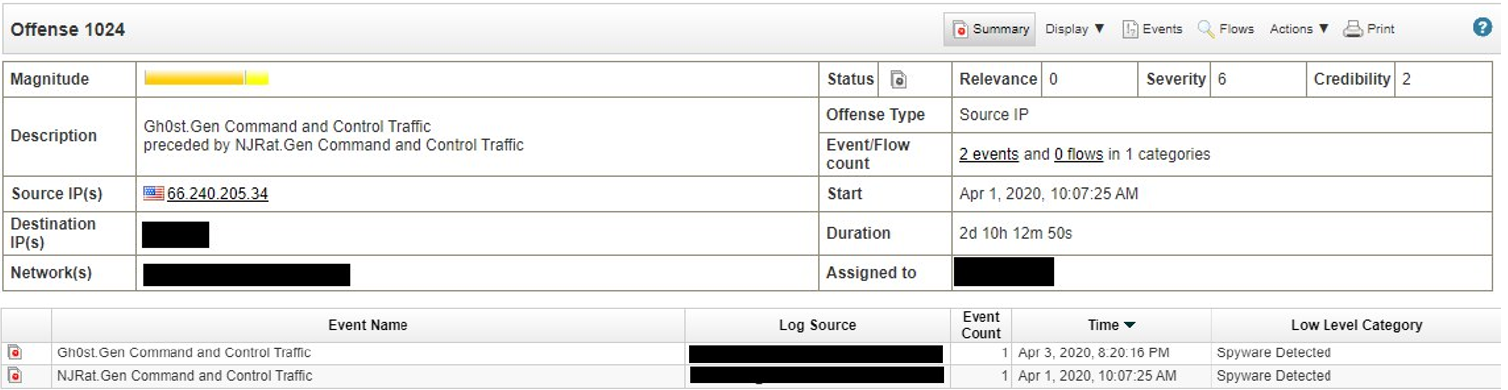 Offense 1024 Summary Display ▼ Events Flows Actions ▼ Print ?
Magnitude Status Relevance 0 Severity 6 Credibility 2
Description
Gh0st.Gen Command and Control Traffic
preceded by NJRat.Gen Command and Control Traffic
Offense Type Source IP
Event/Flow count 2 events and 0 flows in 1 categories
Source IP(s) 66.240.205.34 Start Apr 1, 2020, 10:07:25 AM
Destination IP(s) Duration 2d 10h 12m 50s
Network(s) Assigned to
Event Name Log Source Event Count Time ▼ Low Level Category
Gh0st.Gen Command and Control Traffic 1 Apr 3, 2020, 8:20:16 PM Spyware Detected
NJRat.Gen Command and Control Traffic 1 Apr 1, 2020, 10:07:25 AM Spyware Detected